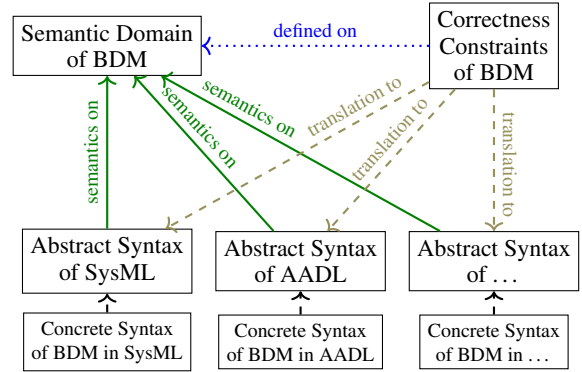 Semantic Domain
of BDM
defined on
Correctness
Constraints
of BDM
semantics on
semantics on
semantics on
translation to
translation to
translation to
Abstract Syntax
of SysML
Abstract Syntax
of AADL
Abstract Syntax
of ...
Concrete Syntax
of BDM in SysML
Concrete Syntax
of BDM in AADL
Concrete Syntax
of BDM in ...